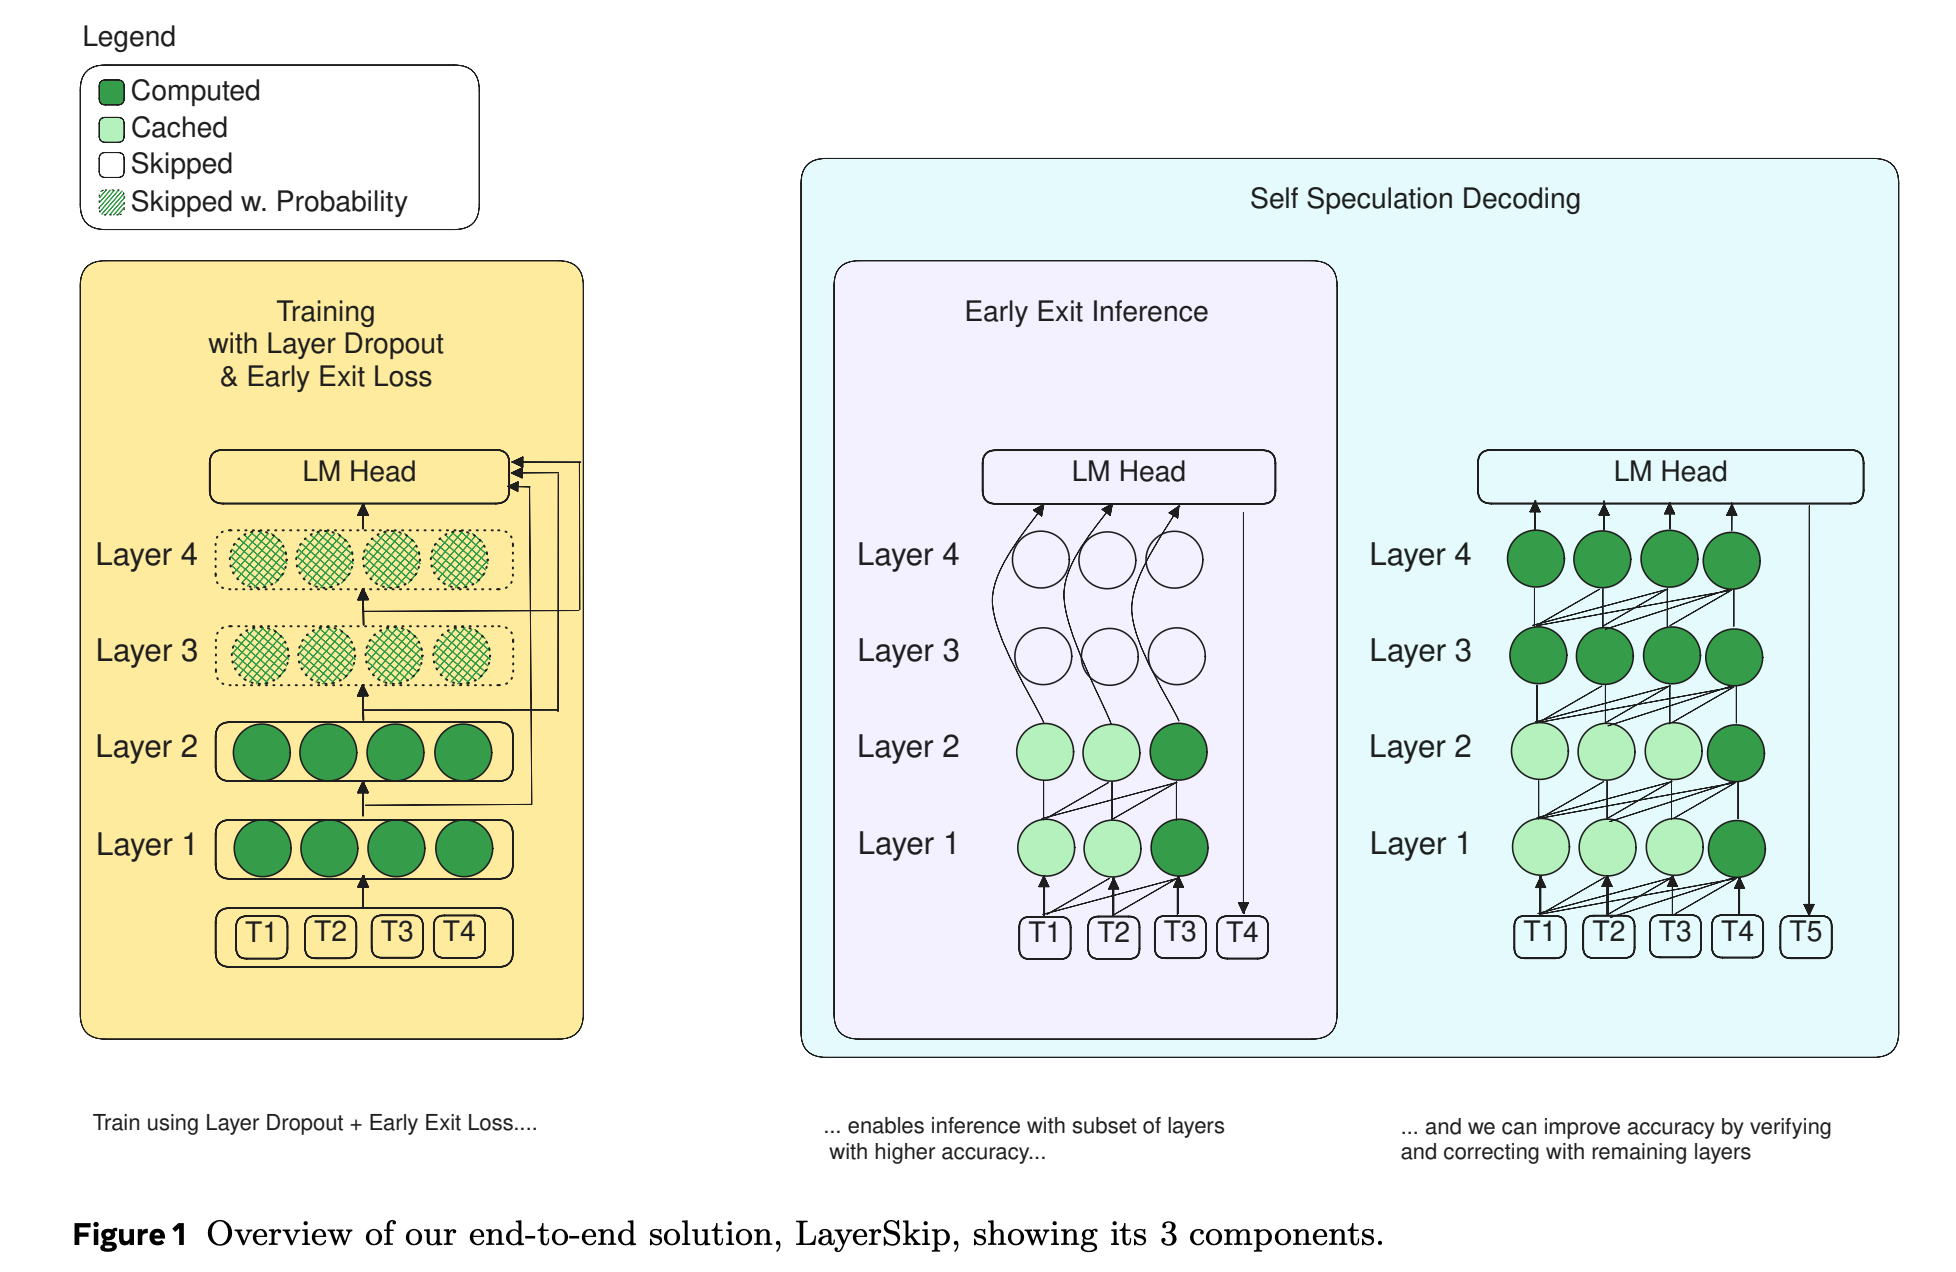 Legend
Computed
Cached
Skipped
Skipped w. Probability
Training
with Layer Dropout
& Early Exit Loss
LM Head
Layer 4
Layer 3
Layer 2
Layer 1
T1 T2 T3 T4
Self Speculation Decoding
Early Exit Inference
LM Head
Layer 4
Layer 3
Layer 2
Layer 1
T1 T2 T3 T4
LM Head
Layer 4
Layer 3
Layer 2
Layer 1
T1 T2 T3 T4 T5
Train using Layer Dropout + Early Exit Loss....
... enables inference with subset of layers
with higher accuracy...
... and we can improve accuracy by verifying
and correcting with remaining layers
Figure 1 Overview of our end-to-end solution, LayerSkip, showing its 3 components.